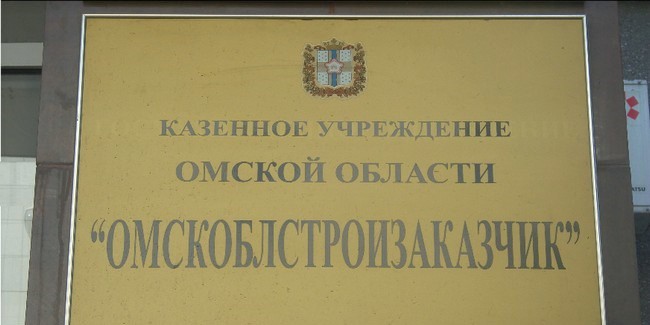 КАЗЕННОЕ УЧРЕЖДЕНИЕ
ОМСКОЙ ОБЛАСТИ
“ОМСКОБЛСТРОИЗАКАЗЧИК”